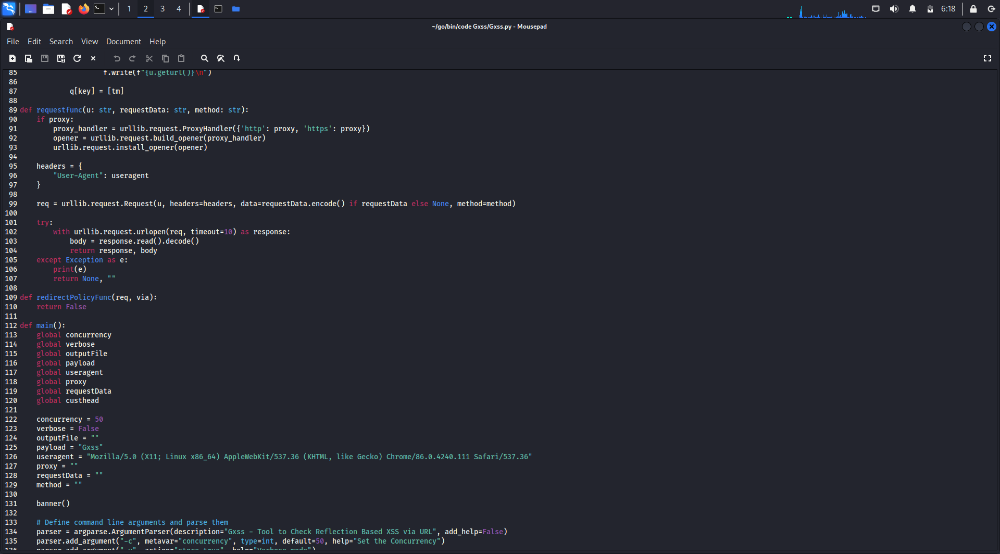 1 2 3 4 6:18
~/go/bin/code Gxss/Gxss.py - Mousepad
File Edit Search View Document Help
85                     f.write(f"{u.geturl()}\n")
86
87             q[key] = [tm]
88
89 def requestfunc(u: str, requestData: str, method: str):
90     if proxy:
91         proxy_handler = urllib.request.ProxyHandler({'http': proxy, 'https': proxy})
92         opener = urllib.request.build_opener(proxy_handler)
93         urllib.request.install_opener(opener)
94
95     headers = {
96         "User-Agent": useragent
97     }
98
99     req = urllib.request.Request(u, headers=headers, data=requestData.encode() if requestData else None, method=method)
100
101     try:
102         with urllib.request.urlopen(req, timeout=10) as response:
103             body = response.read().decode()
104             return response, body
105     except Exception as e:
106         print(e)
107         return None, ""
108
109 def redirectPolicyFunc(req, via):
110     return False
111
112 def main():
113     global concurrency
114     global verbose
115     global outputFile
116     global payload
117     global useragent
118     global proxy
119     global requestData
120     global custhead
121
122     concurrency = 50
123     verbose = False
124     outputFile = ""
125     payload = "Gxss"
126     useragent = "Mozilla/5.0 (X11; Linux x86_64) AppleWebKit/537.36 (KHTML, like Gecko) Chrome/86.0.4240.111 Safari/537.36"
127     proxy = ""
128     requestData = ""
129     method = ""
130
131     banner()
132
133     # Define command line arguments and parse them
134     parser = argparse.ArgumentParser(description="Gxss - Tool to Check Reflection Based XSS via URL", add_help=False)
135     parser.add_argument("-c", metavar="concurrency", type=int, default=50, help="Set the Concurrency")
136     parser.add_argument("-v", action="store_true", help="Verbose mode")